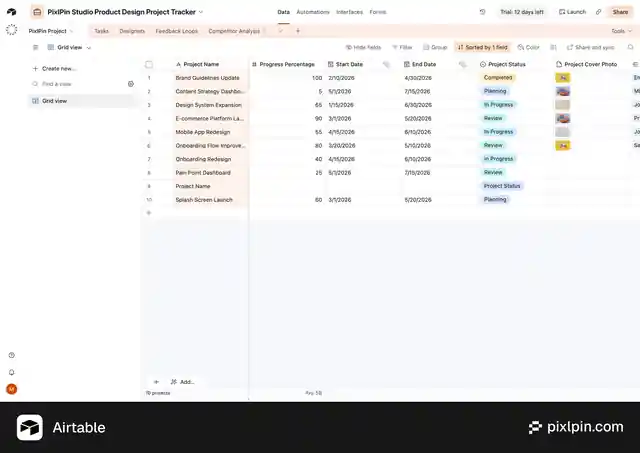 PixlPin Studio Product Design Project Tracker
Data Automations Interfaces Forms
Trial: 12 days left
Launch
Share
PixlPin Project Tasks Designers Feedback Loops Competitor Analysis
Tools
Grid view
Hide fields Filter Group Sorted by 1 field Color Share and sync
Create new...
Find a view
Grid view
Project Name Progress Percentage Start Date End Date Project Status Project Cover Photo
1 Brand Guidelines Update 100 2/10/2026 4/30/2026 Completed
2 Content Strategy Dashbo... 5 5/1/2026 7/15/2026 Planning
3 Design System Expansion 65 1/15/2026 6/30/2026 In Progress
4 E-commerce Platform La... 90 3/1/2026 5/20/2026 Review
5 Mobile App Redesign 55 4/15/2026 6/10/2026 In Progress
6 Onboarding Flow Improve... 80 3/20/2026 5/10/2026 Review
7 Onboarding Redesign 40 4/15/2026 6/10/2026 In Progress
8 Pain Point Dashboard 25 5/1/2026 7/15/2026 Review
9 Project Name Project Status
10 Splash Screen Launch 60 3/1/2026 5/20/2026 Planning
Add...
10 projects
M
Airtable
pixlpin.com